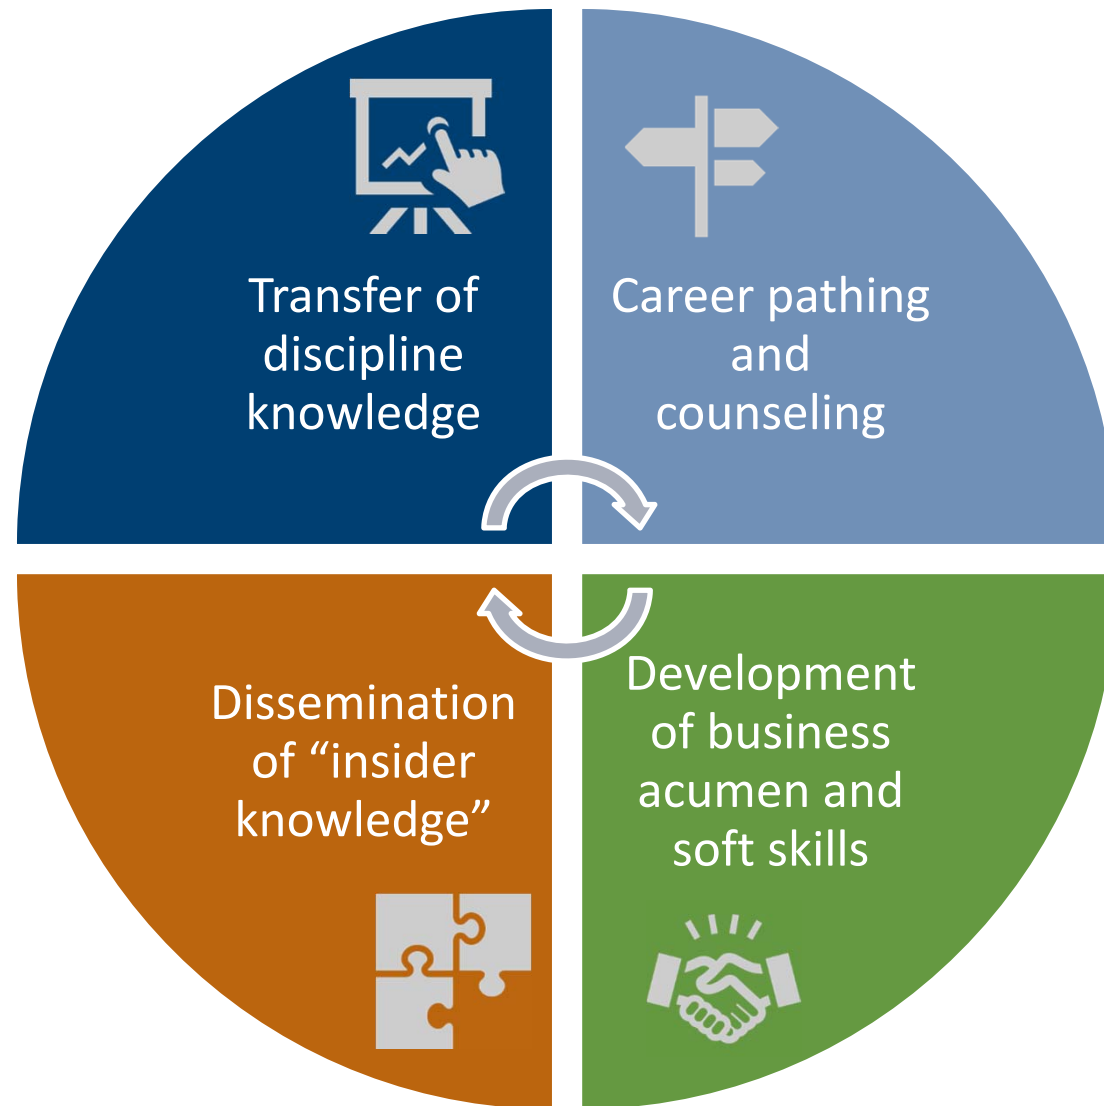 Transfer of
discipline
knowledge
Career pathing
and
counseling
Dissemination
of “insider
knowledge”
Development
of business
acumen and
soft skills